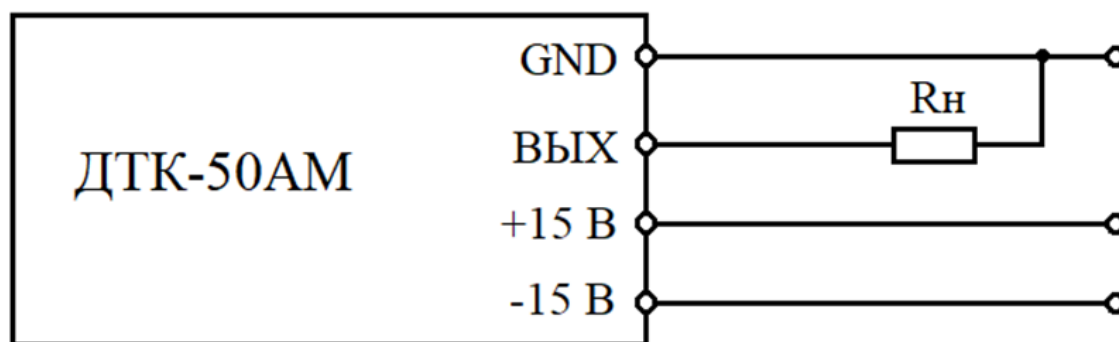 GND
Rн
ВЫХ
ДТК-50АМ
+15 В
-15 В